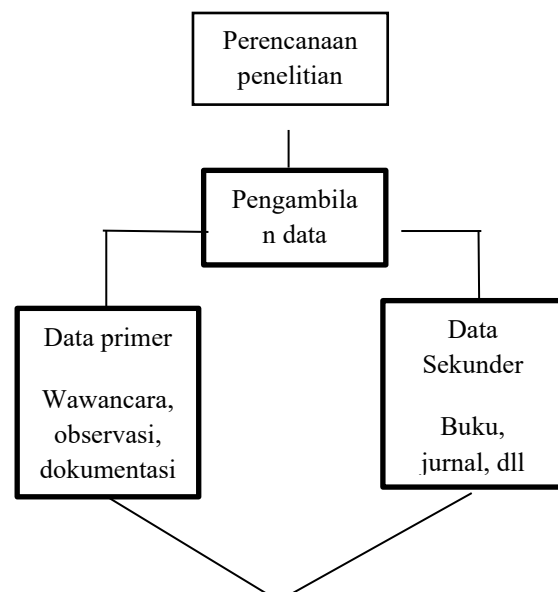 Perencanaan
penelitian
Pengambila
n data
Data primer
Wawancara,
observasi,
dokumentasi
Data
Sekunder
Buku,
jurnal, dll